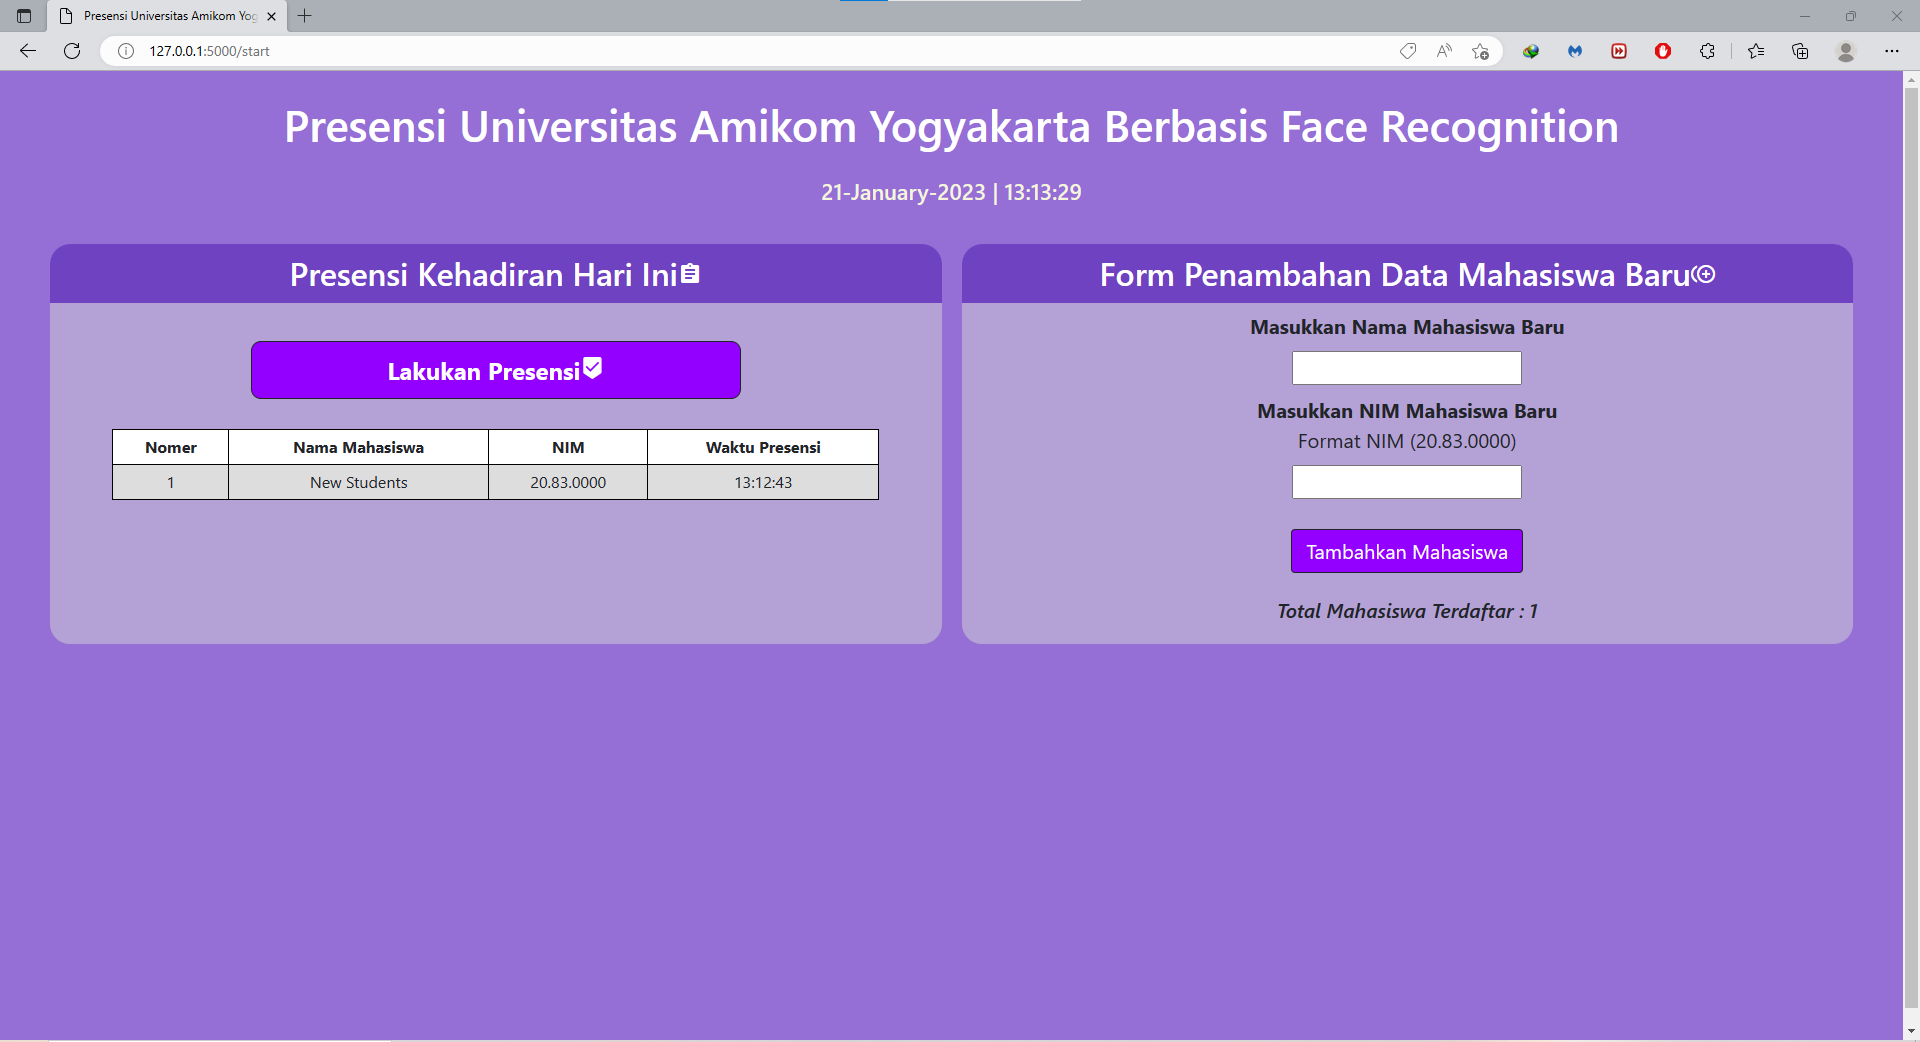 Presensi Universitas Amikom Yog
127.0.0.1:5000/start
Presensi Universitas Amikom Yogyakarta Berbasis Face Recognition
21-January-2023 | 13:13:29
Presensi Kehadiran Hari Ini
Lakukan Presensi
Nomer Nama Mahasiswa NIM Waktu Presensi
1 New Students 20.83.0000 13:12:43
Form Penambahan Data Mahasiswa Baru
Masukkan Nama Mahasiswa Baru
Masukkan NIM Mahasiswa Baru
Format NIM (20.83.0000)
Tambahkan Mahasiswa
Total Mahasiswa Terdaftar : 1